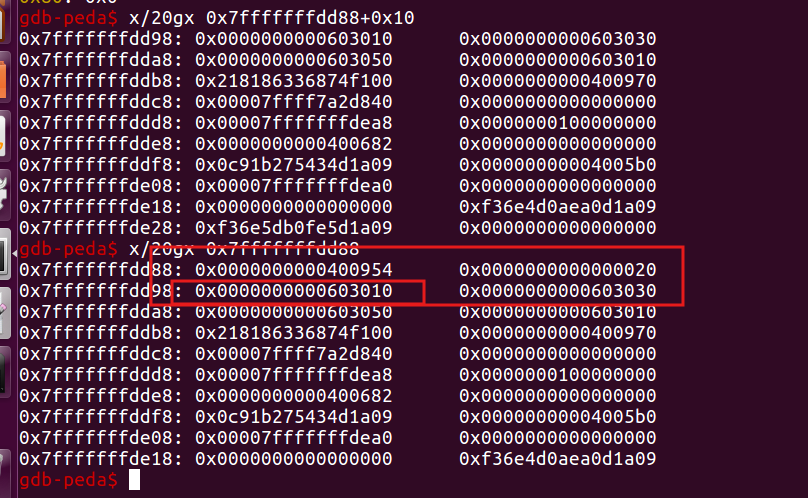 gdb-peda$ x/20gx 0x7fffffffdd88+0x10
0x7fffffffdd98: 0x0000000000603010 0x0000000000603030
0x7fffffffdda8: 0x0000000000603050 0x0000000000603010
0x7fffffffddb8: 0x218186336874f100 0x0000000000400970
0x7fffffffddc8: 0x00007ffff7a2d840 0x0000000000000000
0x7fffffffddd8: 0x00007fffffffdea8 0x0000000100000000
0x7fffffffdde8: 0x0000000000400682 0x0000000000000000
0x7fffffffddf8: 0x0c91b275434d1a09 0x00000000004005b0
0x7fffffffde08: 0x00007fffffffdea0 0x0000000000000000
0x7fffffffde18: 0x0000000000000000 0xf36e4d0aea0d1a09
0x7fffffffde28: 0xf36e5db0fe5d1a09 0x0000000000000000
gdb-peda$ x/20gx 0x7fffffffdd88
0x7fffffffdd88: 0x0000000000400954 0x0000000000000020
0x7fffffffdd98: 0x0000000000603010 0x0000000000603030
0x7fffffffdda8: 0x0000000000603050 0x0000000000603010
0x7fffffffddb8: 0x218186336874f100 0x0000000000400970
0x7fffffffddc8: 0x00007ffff7a2d840 0x0000000000000000
0x7fffffffddd8: 0x00007fffffffdea8 0x0000000100000000
0x7fffffffdde8: 0x0000000000400682 0x0000000000000000
0x7fffffffddf8: 0x0c91b275434d1a09 0x00000000004005b0
0x7fffffffde08: 0x00007fffffffdea0 0x0000000000000000
0x7fffffffde18: 0x0000000000000000 0xf36e4d0aea0d1a09
gdb-peda$